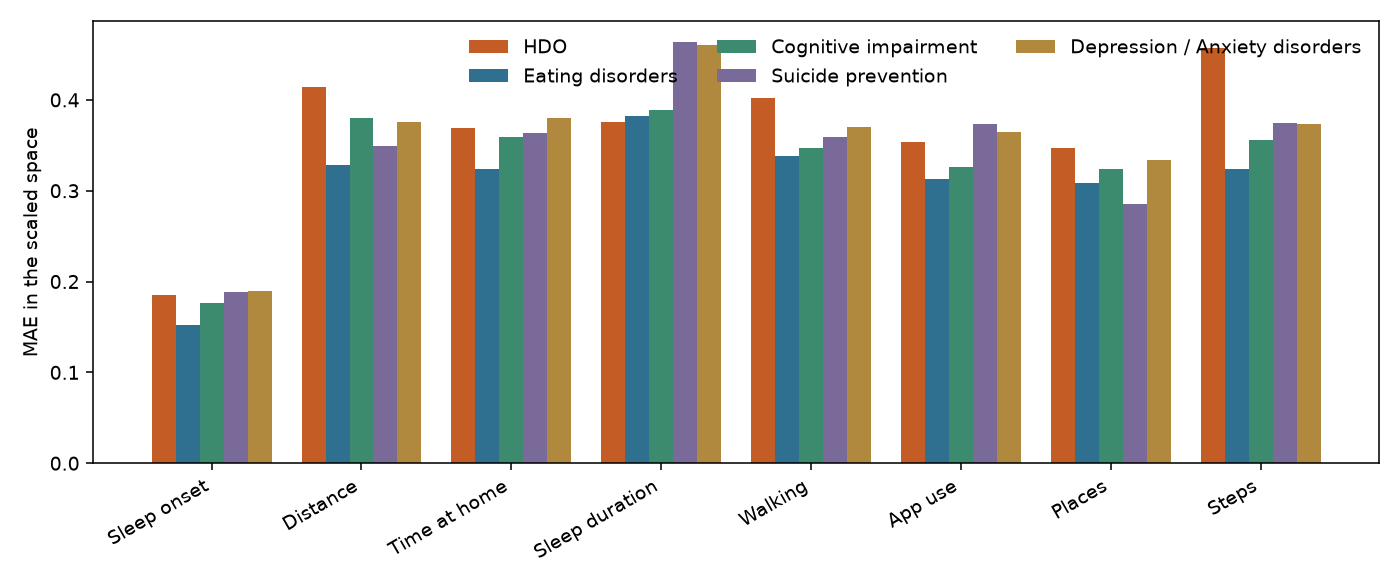 HDO
Eating disorders
Cognitive impairment
Suicide prevention
Depression / Anxiety disorders
MAE in the scaled space
0.4
0.3
0.2
0.1
0.0
Sleep onset
Distance
Time at home
Sleep duration
Walking
App use
Places
Steps